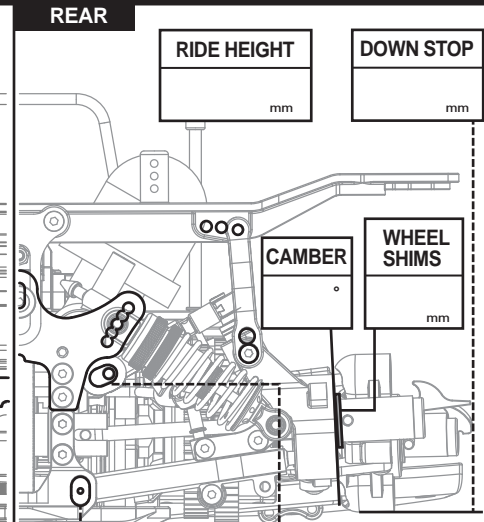 REAR
RIDE HEIGHT
mm
DOWN STOP
mm
CAMBER
°
WHEEL
SHIMS
mm